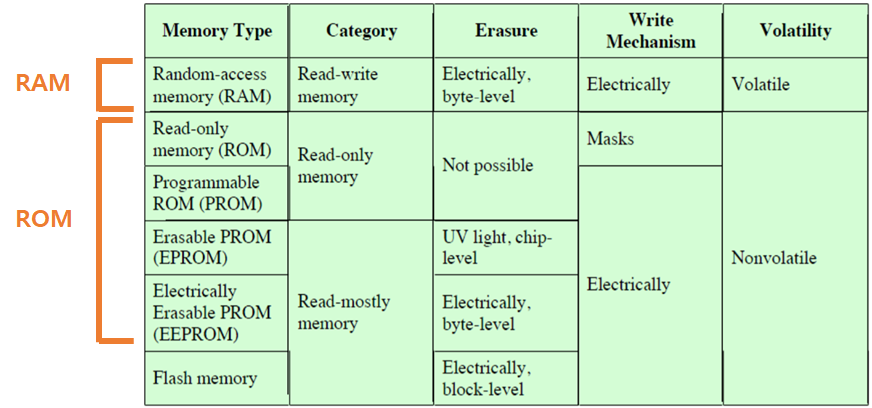 Memory Type Category Erasure Write Mechanism Volatility
RAM
Random-access
memory (RAM)
Read-write
memory
Electrically,
byte-level
Electrically
Volatile
ROM
Read-only
memory (ROM)
Read-only
memory
Not possible
Masks
Nonvolatile
Programmable
ROM (PROM)
Electrically
Erasable PROM
(EPROM)
Read-mostly
memory
UV light, chip-
level
Electrically
Erasable PROM
(EEPROM)
Electrically,
byte-level
Flash memory
Electrically,
block-level